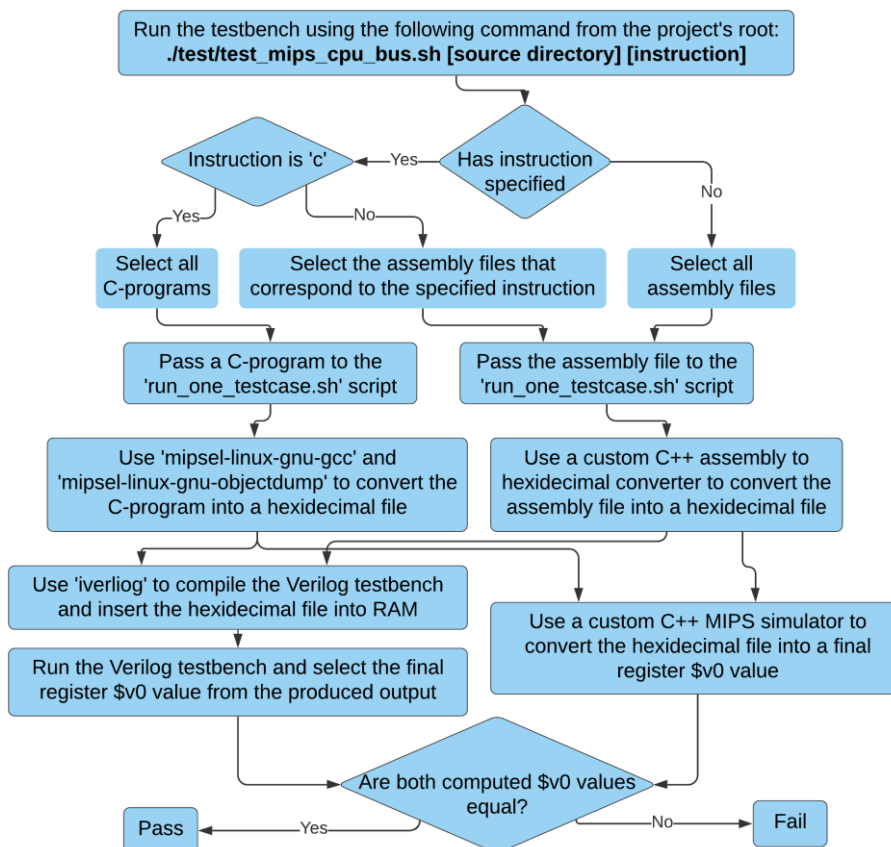 Run the testbench using the following command from the project's root:
./test/test_mips_cpu_bus.sh [source directory] [instruction]
Instruction is 'c'
Yes
Has instruction
specified
No
Yes
No
Select all
C-programs
Select the assembly files that
correspond to the specified instruction
Select all
assembly files
Pass a C-program to the
'run_one_testcase.sh' script
Pass the assembly file to the
'run_one_testcase.sh' script
Use 'mipsel-linux-gnu-gcc' and
'mipsel-linux-gnu-objectdump' to convert the
C-program into a hexidecimal file
Use a custom C++ assembly to
hexidecimal converter to convert the
assembly file into a hexidecimal file
Use 'iverliog' to compile the Verilog testbench
and insert the hexidecimal file into RAM
Use a custom C++ MIPS simulator to
convert the hexidecimal file into a final
register $v0 value
Run the Verilog testbench and select the final
register $v0 value from the produced output
Are both computed $v0 values
equal?
Pass
Yes
No
Fail